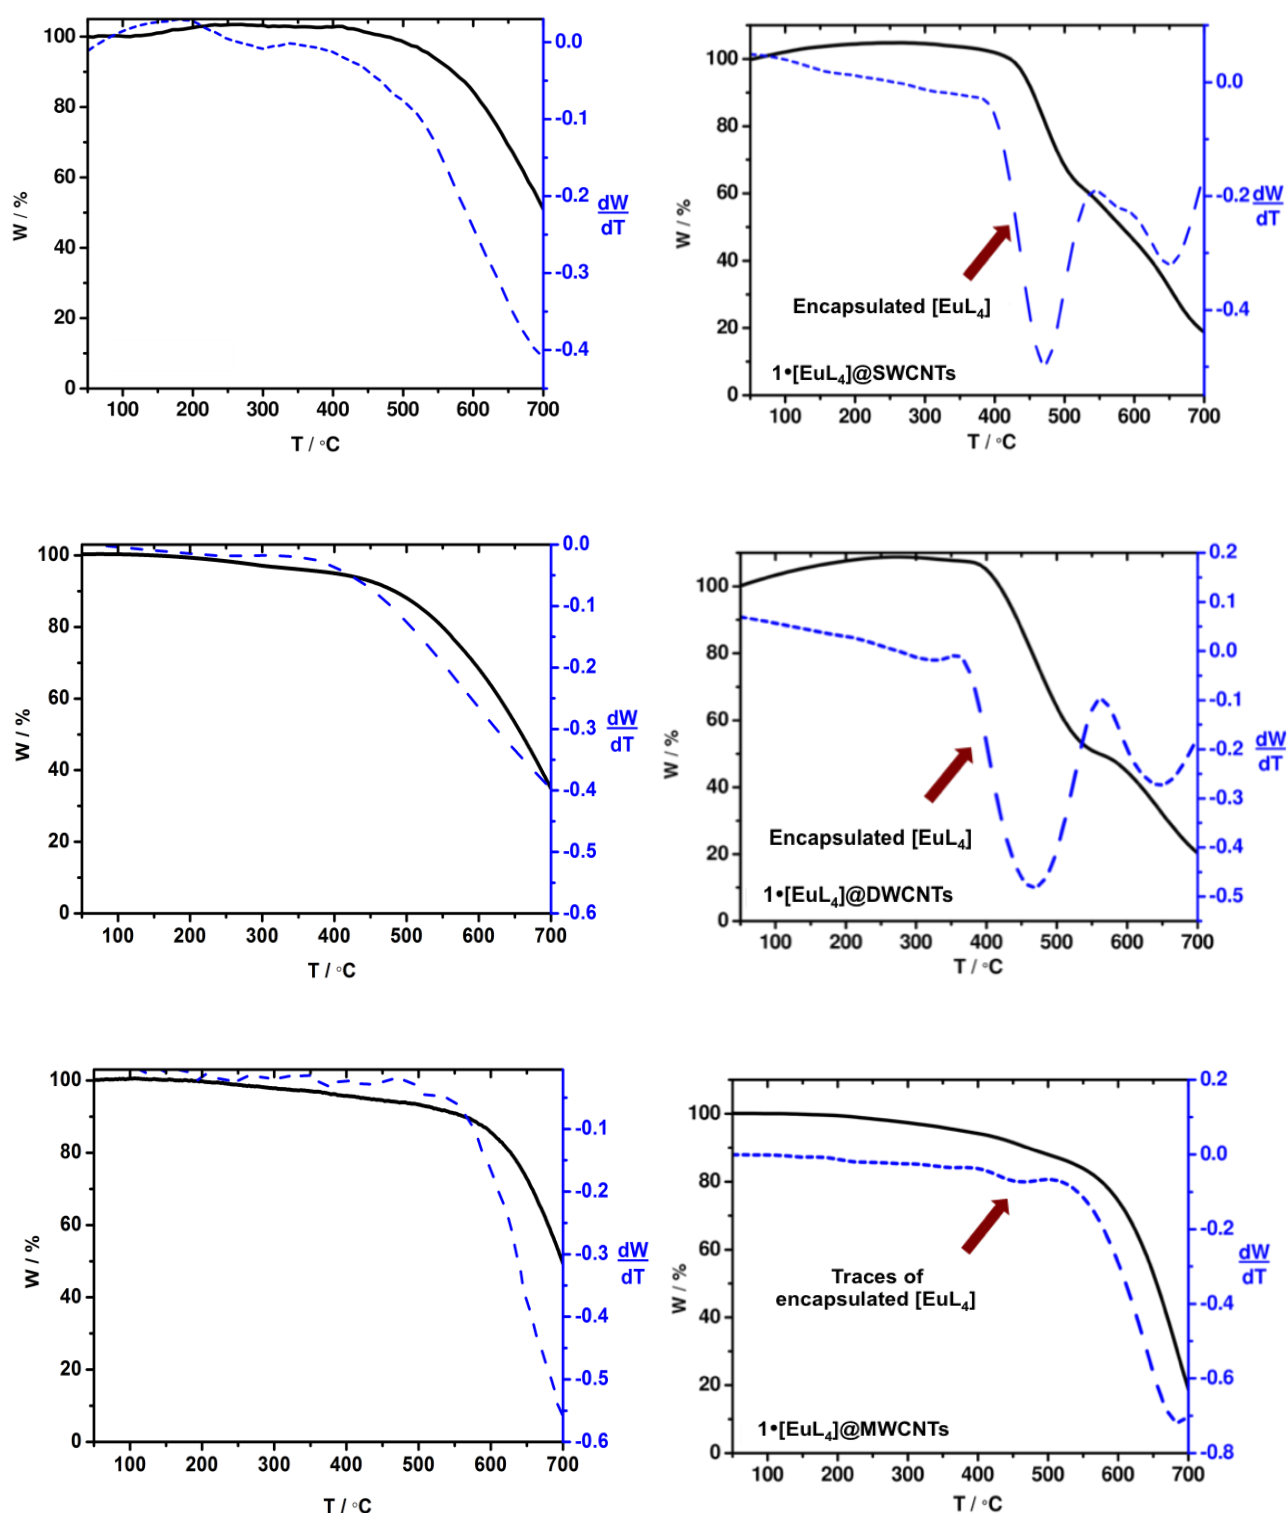 100
80
60
40
20
0
W / %
0.0
-0.1
-0.2
-0.3
-0.4
dW
dT
100 200 300 400 500 600 700
T / °C
100
80
60
40
20
0
W / %
0.0
-0.2
-0.4
dW
dT
Encapsulated [EuL4]
1•[EuL4]@SWCNTs
100 200 300 400 500 600 700
T / °C
100
80
60
40
20
0
W / %
0.0
-0.1
-0.2
-0.3
-0.4
-0.5
-0.6
dW
dT
100 200 300 400 500 600 700
T / °C
100
80
60
40
20
0
W / %
0.2
0.1
0.0
-0.1
-0.2
-0.3
-0.4
-0.5
dW
dT
Encapsulated [EuL4]
1•[EuL4]@DWCNTs
100 200 300 400 500 600 700
T / °C
100
80
60
40
20
0
W / %
-0.1
-0.2
-0.3
-0.4
-0.5
-0.6
dW
dT
100 200 300 400 500 600 700
T / °C
100
80
60
40
20
0
W / %
0.2
0.0
-0.2
-0.4
-0.6
-0.8
dW
dT
Traces of
encapsulated [EuL4]
1•[EuL4]@MWCNTs
100 200 300 400 500 600 700
T / °C